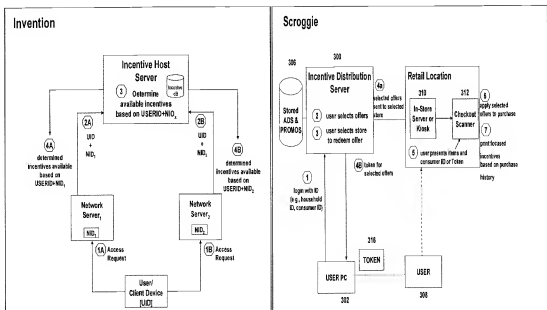 Invention
Incentive Host
Server
Incentive
dB
3 Determine
available incentives
based on USERID+NIDx
2A
UID
+
NID1
2B
UID
+
NID2
4A
determined
incentives available
based on
USERID+NID1
4B
determined
incentives available
based on
USERID+NID2
Network
Server1
NID1
Network
Server2
NID2
1A Access
Request
1B Access
Request
User/
Client Device
[UID]
Scroggie
306
Stored
ADS &
PROMOS
300
Incentive Distribution
Server
2 user selects offers
3 user selects store
to redeem offer
4a
selected offers
sent to selected
store
4B token for
selected offers
Retail Location
310
In-Store
Server or
Kiosk
312
Checkout
Scanner
5 user presents items and
consumer ID or Token
6
apply selected
offers to purchase
7
print focused
incentives
based on purchase
history
1
login with ID
(e.g., household
ID, consumer ID)
316
TOKEN
USER PC
302
USER
308